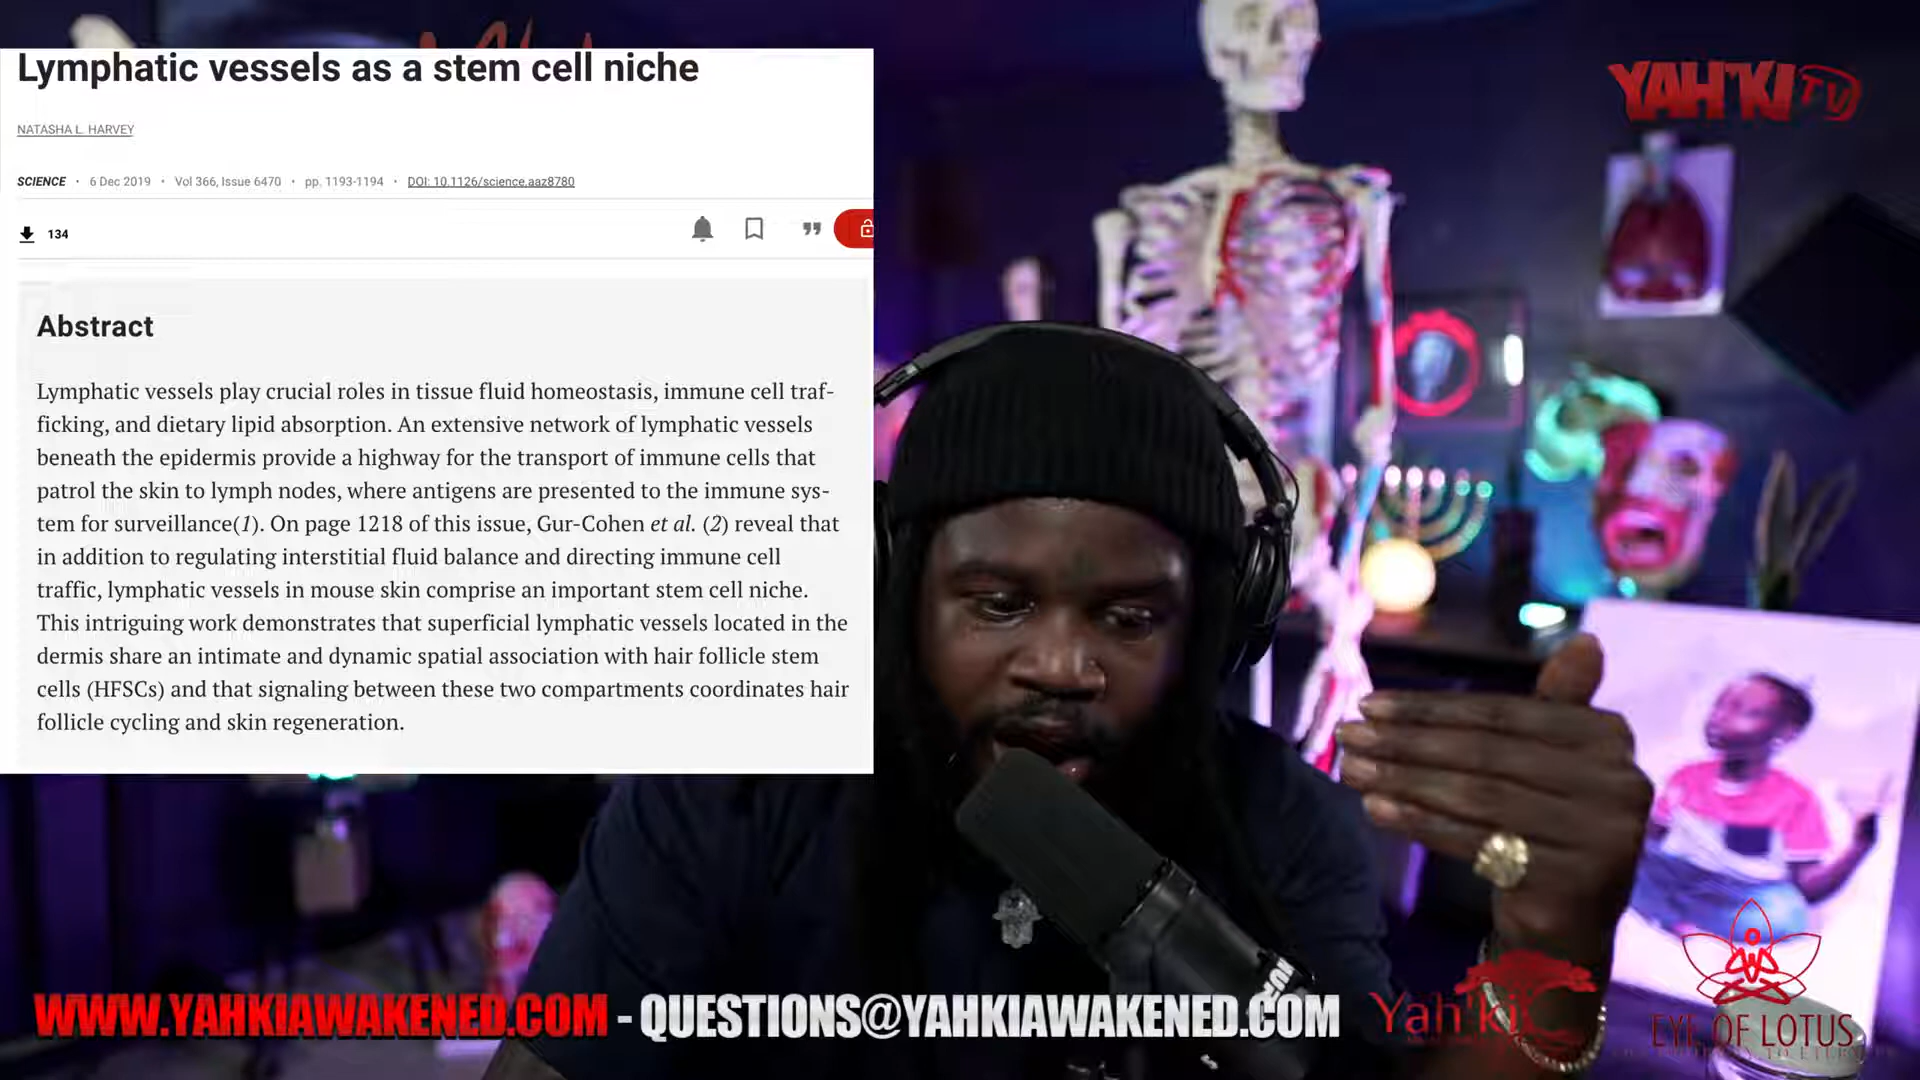 Lymphatic vessels as a stem cell niche
YAH'KI TV
NATASHA L. HARVEY
SCIENCE • 6 Dec 2019 • Vol 366, Issue 6470 • pp. 1193-1194 • DOI: 10.1126/science.aaz8780
134
Abstract
Lymphatic vessels play crucial roles in tissue fluid homeostasis, immune cell traf-
ficking, and dietary lipid absorption. An extensive network of lymphatic vessels
beneath the epidermis provide a highway for the transport of immune cells that
patrol the skin to lymph nodes, where antigens are presented to the immune sys-
tem for surveillance(1). On page 1218 of this issue, Gur-Cohen et al. (2) reveal that
in addition to regulating interstitial fluid balance and directing immune cell
traffic, lymphatic vessels in mouse skin comprise an important stem cell niche.
This intriguing work demonstrates that superficial lymphatic vessels located in the
dermis share an intimate and dynamic spatial association with hair follicle stem
cells (HFSCs) and that signaling between these two compartments coordinates hair
follicle cycling and skin regeneration.
WWW.YAHKIAWAKENED.COM - QUESTIONS@YAHKIAWAKENED.COM
Yah'ki
EYE OF LOTUS